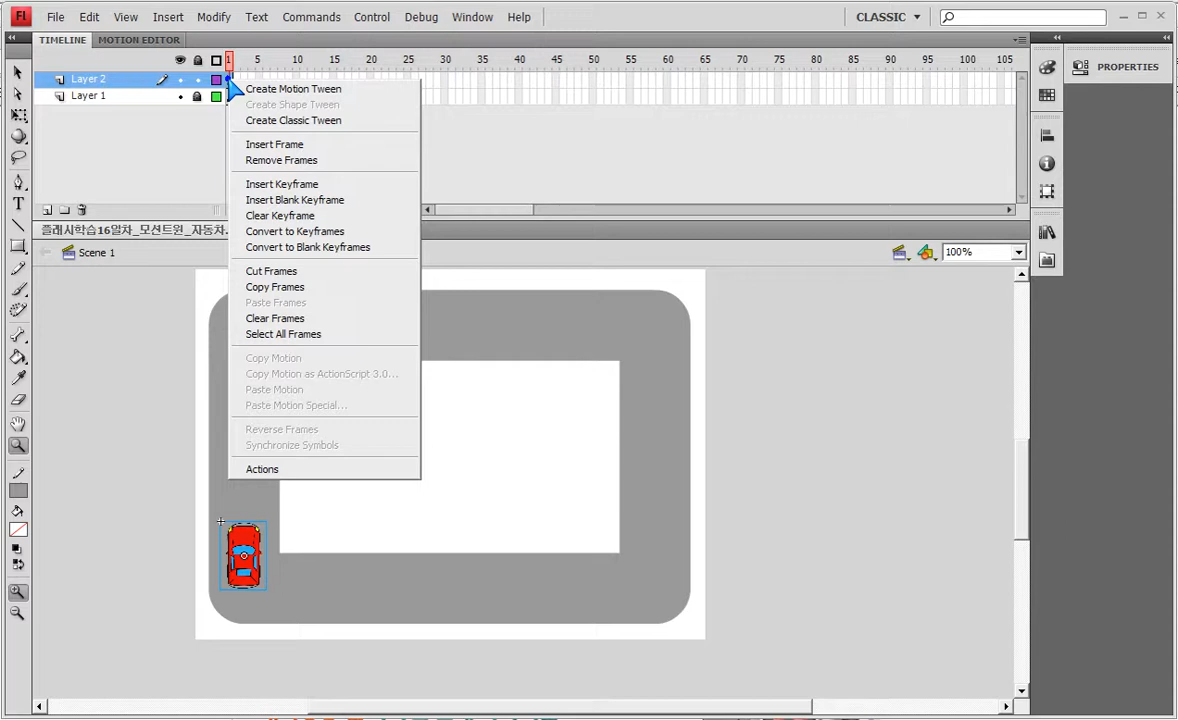 Fl File Edit View Insert Modify Text Commands Control Debug Window Help CLASSIC
TIMELINE MOTION EDITOR
PROPERTIES
1 5 10 15 20 25 30 35 40 45 50 55 60 65 70 75 80 85 90 95 100 105
Layer 2
Layer 1
Create Motion Tween
Create Shape Tween
Create Classic Tween
Insert Frame
Remove Frames
Insert Keyframe
Insert Blank Keyframe
Clear Keyframe
Convert to Keyframes
Convert to Blank Keyframes
Cut Frames
Copy Frames
Paste Frames
Clear Frames
Select All Frames
Copy Motion
Copy Motion as ActionScript 3.0...
Paste Motion
Paste Motion Special...
Reverse Frames
Synchronize Symbols
Actions
플래시학습16일차_모션트윈_자동차.
Scene 1
100%